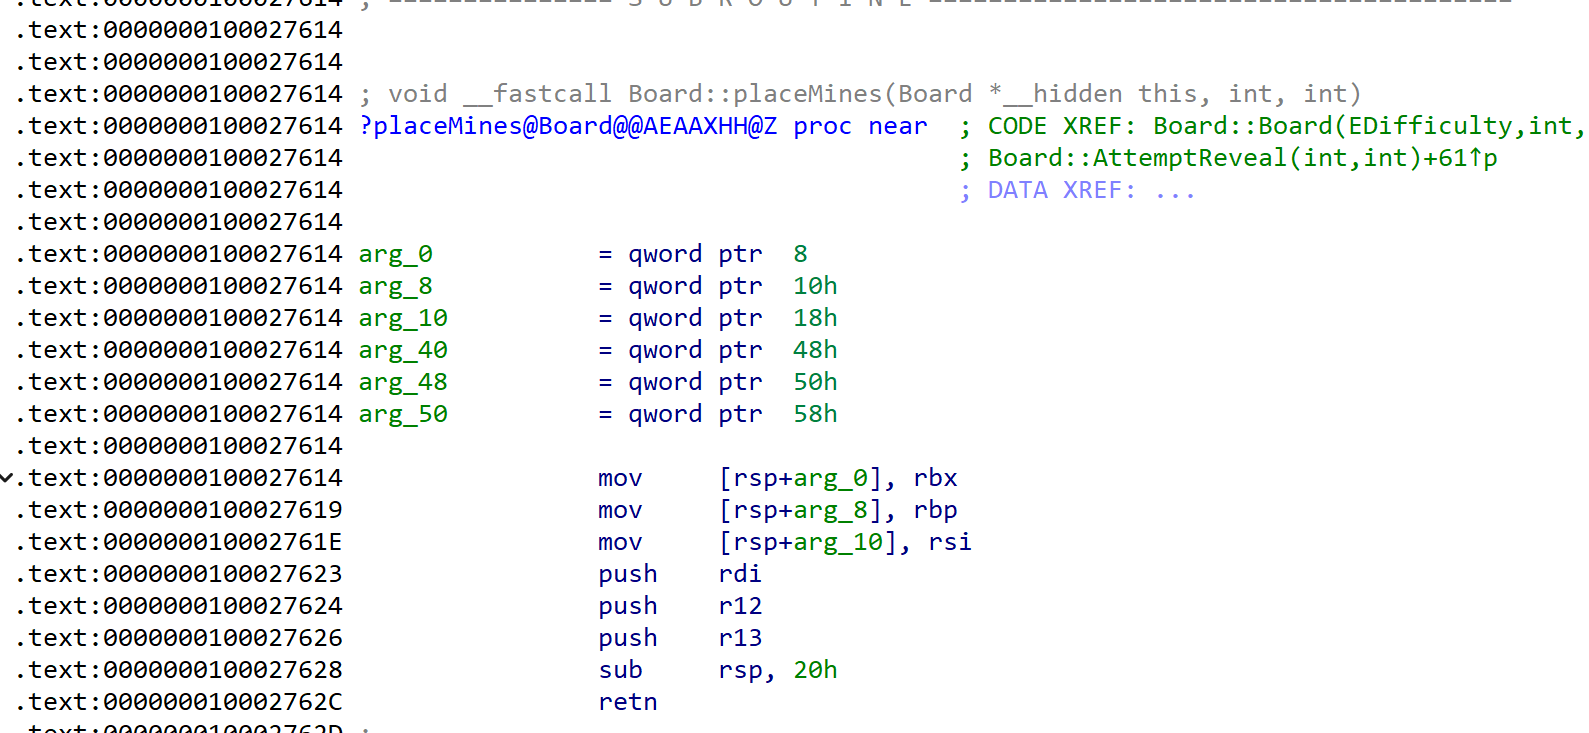 .text:0000000100027614 ; =============== S U B R O U T I N E =======================================
.text:0000000100027614
.text:0000000100027614
.text:0000000100027614 ; void __fastcall Board::placeMines(Board *__hidden this, int, int)
.text:0000000100027614 ?placeMines@Board@@AEAAXHH@Z proc near ; CODE XREF: Board::Board(EDifficulty,int,
.text:0000000100027614 ; Board::AttemptReveal(int,int)+61↑p
.text:0000000100027614 ; DATA XREF: ...
.text:0000000100027614
.text:0000000100027614 arg_0 = qword ptr 8
.text:0000000100027614 arg_8 = qword ptr 10h
.text:0000000100027614 arg_10 = qword ptr 18h
.text:0000000100027614 arg_40 = qword ptr 48h
.text:0000000100027614 arg_48 = qword ptr 50h
.text:0000000100027614 arg_50 = qword ptr 58h
.text:0000000100027614
.text:0000000100027614 mov [rsp+arg_0], rbx
.text:0000000100027619 mov [rsp+arg_8], rbp
.text:000000010002761E mov [rsp+arg_10], rsi
.text:0000000100027623 push rdi
.text:0000000100027624 push r12
.text:0000000100027626 push r13
.text:0000000100027628 sub rsp, 20h
.text:000000010002762C retn
.text:000000010002762D ;